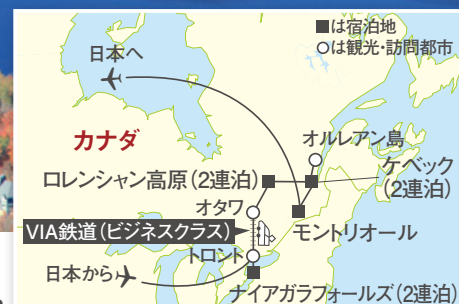 ■は宿泊地
○は観光・訪問都市
日本へ
カナダ
オルレアン島
ロレンシャン高原(2連泊)
ケベック
(2連泊)
オタワ
VIA鉄道(ビジネスクラス)
モントリオール
トロント
日本から
ナイアガラフォールズ(2連泊)